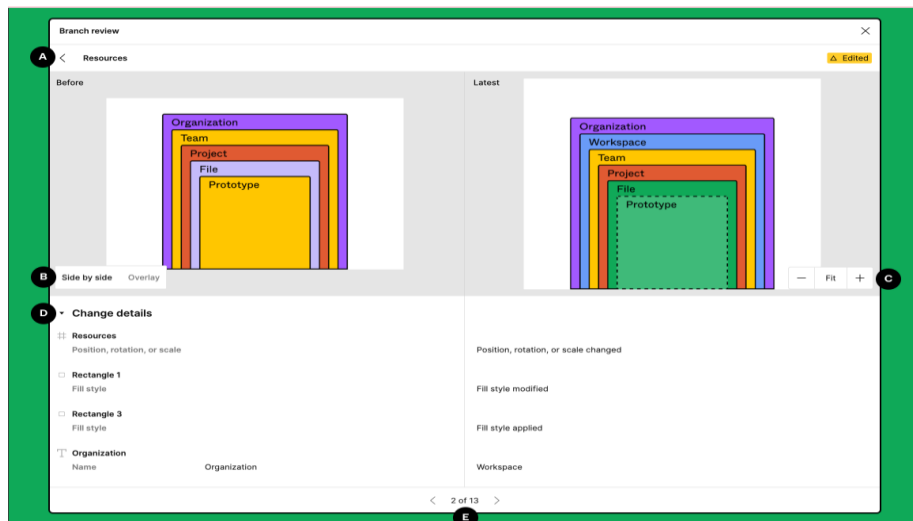 Branch review
A
Resources
Edited
Before
Latest
Organization
Team
Project
File
Prototype
Organization
Workspace
Team
Project
File
Prototype
B
Side by side Overlay
Fit
C
D
Change details
Resources
Position, rotation, or scale
Position, rotation, or scale changed
Rectangle 1
Fill style
Fill style modified
Rectangle 3
Fill style
Fill style applied
Organization
Name Organization Workspace
2 of 13
E